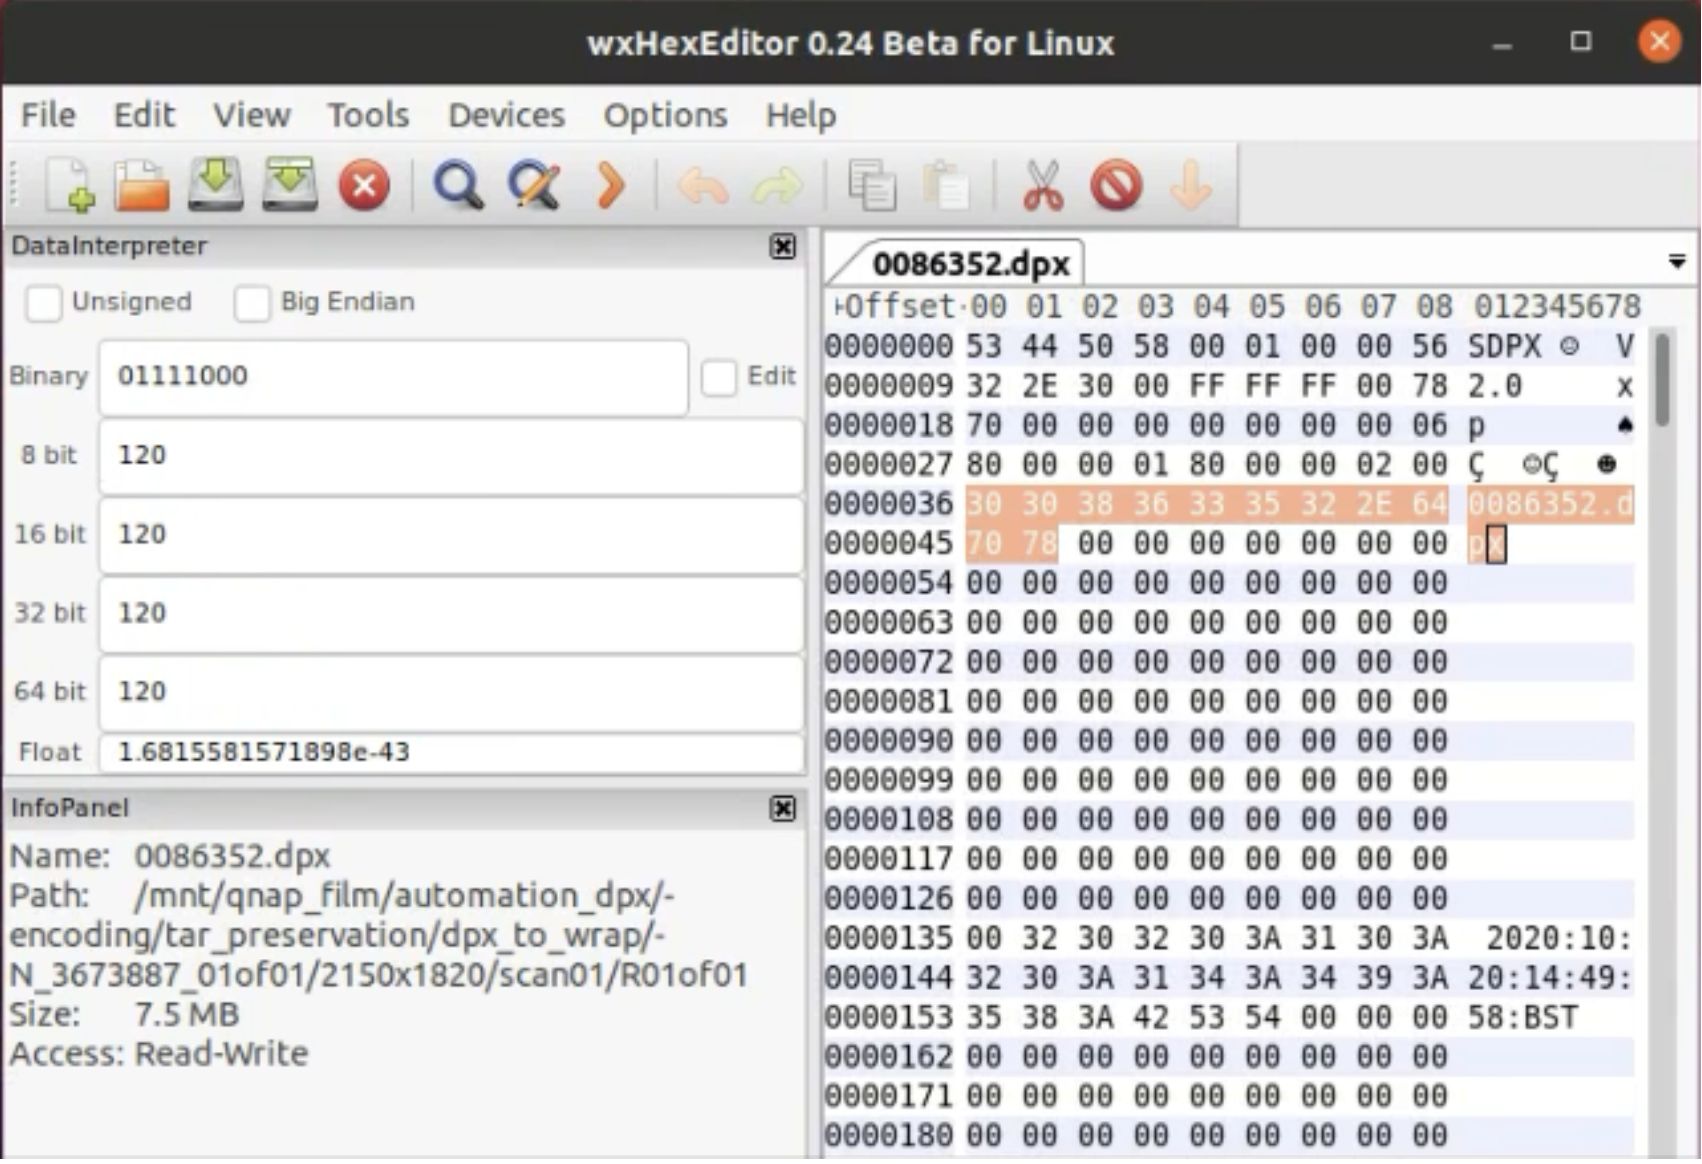 wxHexEditor 0.24 Beta for Linux
File Edit View Tools Devices Options Help
DataInterpreter
Unsigned Big Endian
Binary 01111000 Edit
8 bit 120
16 bit 120
32 bit 120
64 bit 120
Float 1.6815581571898e-43
InfoPanel
Name: 0086352.dpx
Path: /mnt/qnap_film/automation_dpx/-
encoding/tar_preservation/dpx_to_wrap/-
N_3673887_01of01/2150x1820/scan01/R01of01
Size: 7.5 MB
Access: Read-Write
0086352.dpx
Offset 00 01 02 03 04 05 06 07 08 012345678
0000000 53 44 50 58 00 01 00 00 56 SDPX ☺ V
0000009 32 2E 30 00 FF FF FF 00 78 2.0 x
0000018 70 00 00 00 00 00 00 00 06 p ♠
0000027 80 00 00 01 80 00 00 02 00 Ç ☺Ç ☻
0000036 30 30 38 36 33 35 32 2E 64 0086352.d
0000045 70 78 00 00 00 00 00 00 00 px
0000054 00 00 00 00 00 00 00 00 00
0000063 00 00 00 00 00 00 00 00 00
0000072 00 00 00 00 00 00 00 00 00
0000081 00 00 00 00 00 00 00 00 00
0000090 00 00 00 00 00 00 00 00 00
0000099 00 00 00 00 00 00 00 00 00
0000108 00 00 00 00 00 00 00 00 00
0000117 00 00 00 00 00 00 00 00 00
0000126 00 00 00 00 00 00 00 00 00
0000135 00 32 30 32 30 3A 31 30 3A 2020:10:
0000144 32 30 3A 31 34 3A 34 39 3A 20:14:49:
0000153 35 38 3A 42 53 54 00 00 00 58:BST
0000162 00 00 00 00 00 00 00 00 00
0000171 00 00 00 00 00 00 00 00 00
0000180 00 00 00 00 00 00 00 00 00